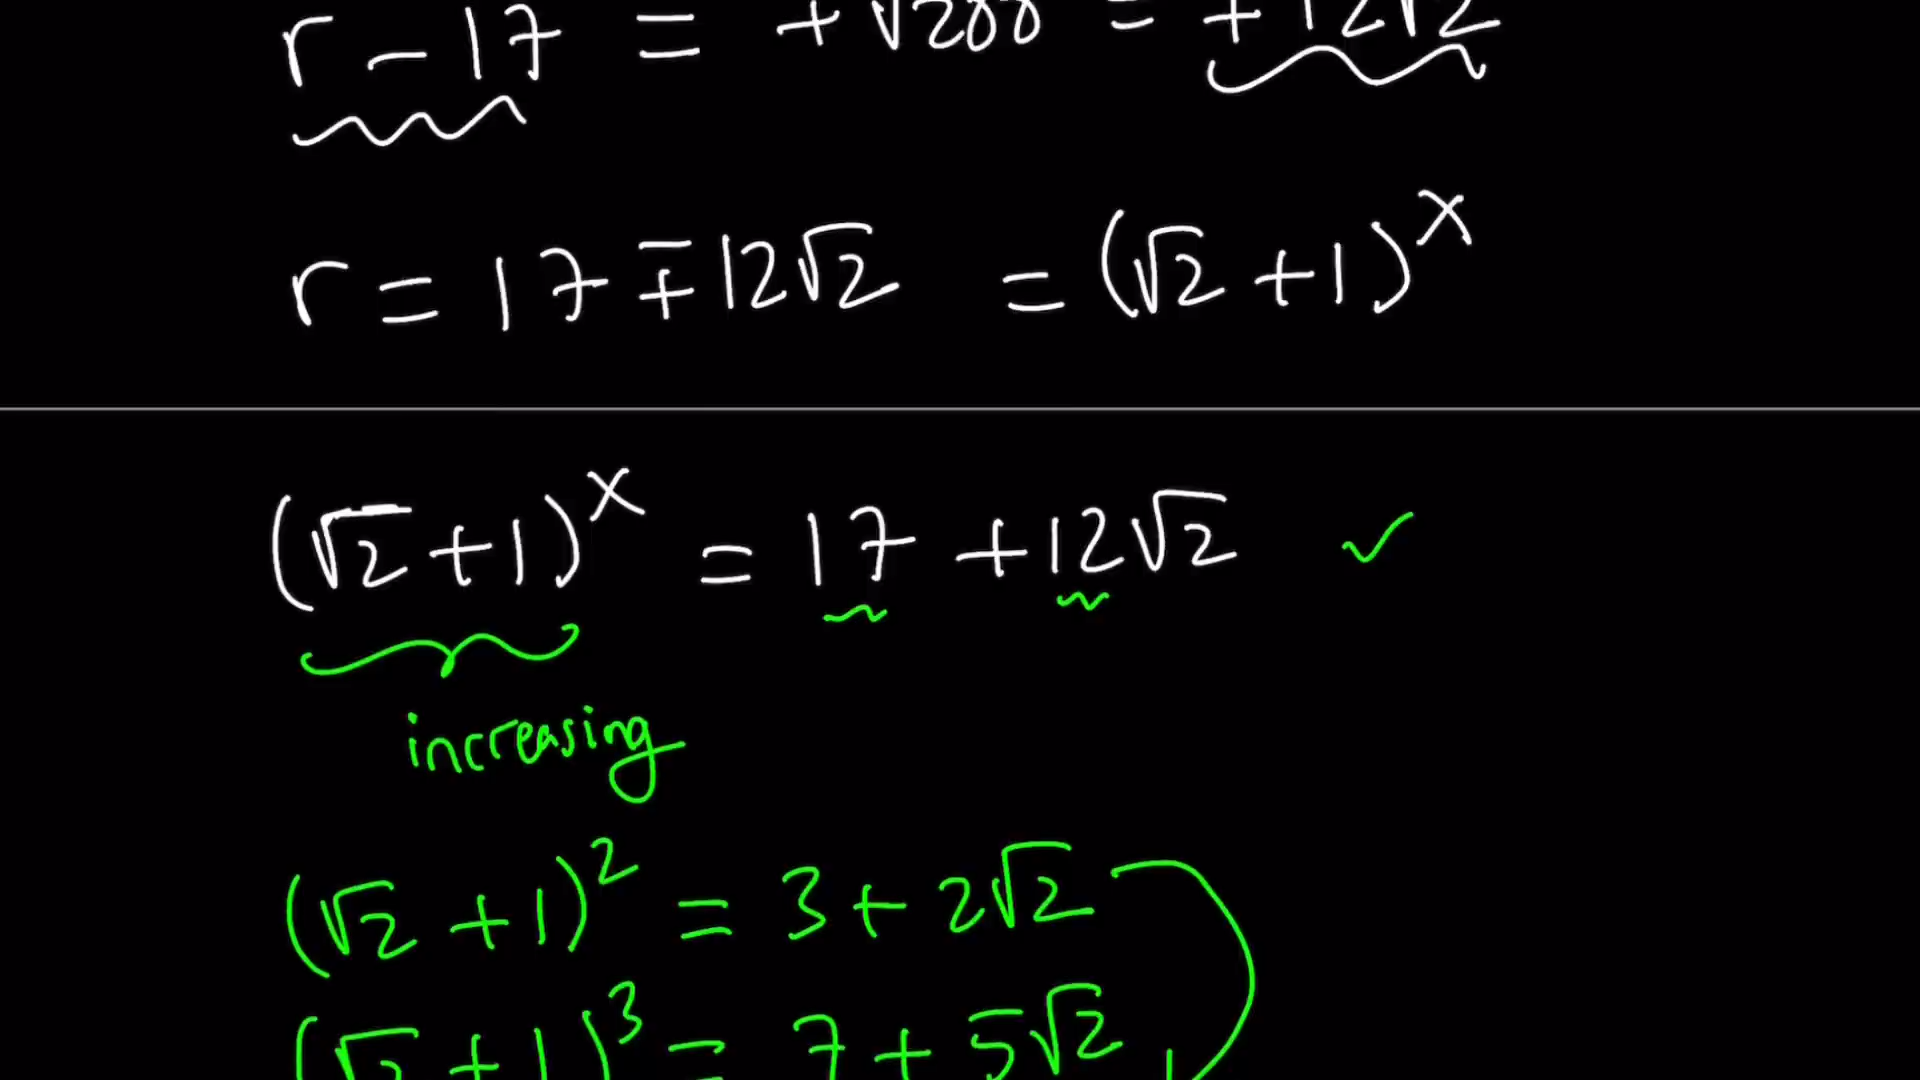 r - 17 = ∓√288 = ∓12√2
r = 17 ∓ 12√2 = (√2 + 1)^x
(√2 + 1)^x = 17 + 12√2 ✓
increasing
(√2 + 1)^2 = 3 + 2√2
(√2 + 1)^3 = 7 + 5√2